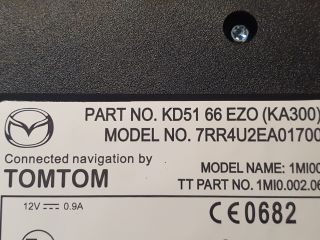 PART NO. KD51 66 EZO (KA300)
MODEL NO. 7RR4U2EA01700
Connected navigation by
TOMTOM
MODEL NAME: 1MI00
TT PART NO. 1MI0.002.06
12V ⎓ 0.9A
CE0682